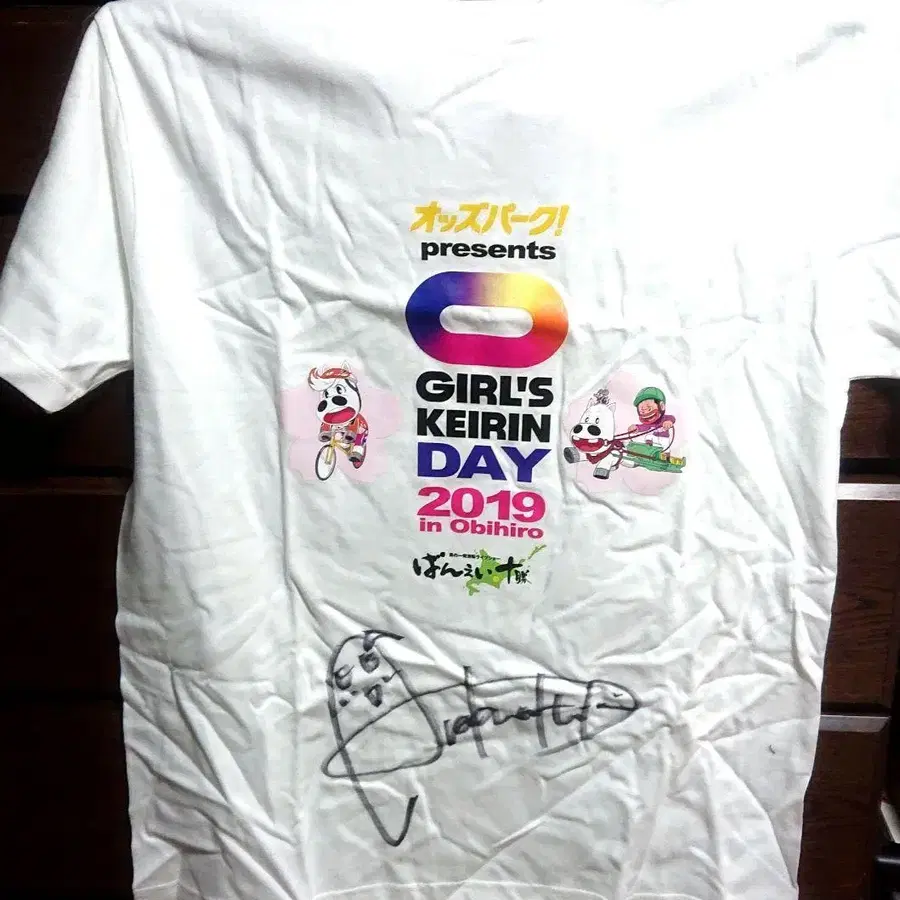 オッズパーク!
presents
GIRL'S
KEIRIN
DAY
2019
in Obihiro
ばんえい十勝